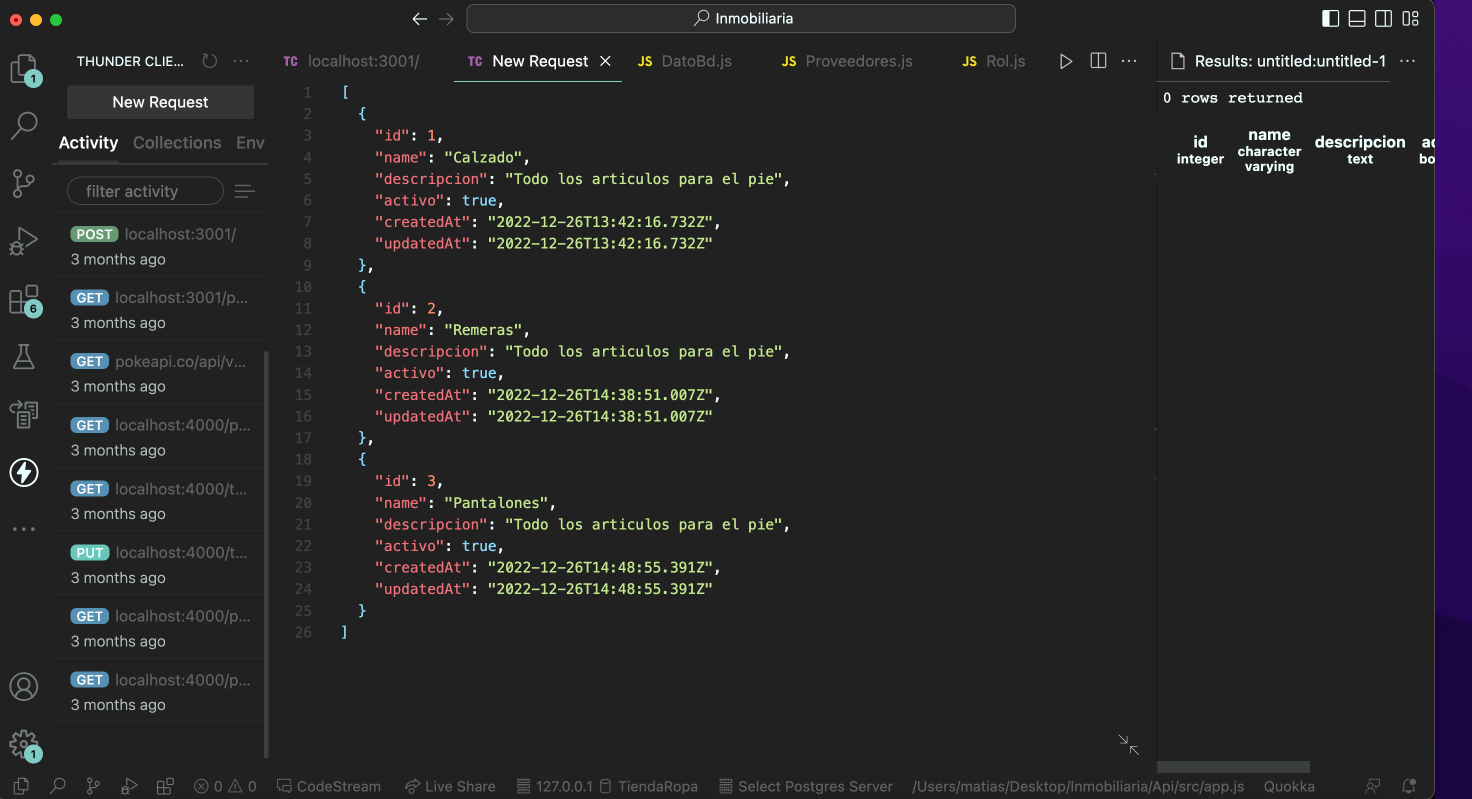 Inmobiliaria
THUNDER CLIE...
New Request
Activity Collections Env
filter activity
POST localhost:3001/
3 months ago
GET localhost:3001/p...
3 months ago
GET pokeapi.co/api/v...
3 months ago
GET localhost:4000/p...
3 months ago
GET localhost:4000/t...
3 months ago
PUT localhost:4000/t...
3 months ago
GET localhost:4000/p...
3 months ago
GET localhost:4000/p...
3 months ago
1
6
1
TC localhost:3001/ TC New Request JS DatoBd.js JS Proveedores.js JS Rol.js
1 [
2 {
3 "id": 1,
4 "name": "Calzado",
5 "descripcion": "Todo los articulos para el pie",
6 "activo": true,
7 "createdAt": "2022-12-26T13:42:16.732Z",
8 "updatedAt": "2022-12-26T13:42:16.732Z"
9 },
10 {
11 "id": 2,
12 "name": "Remeras",
13 "descripcion": "Todo los articulos para el pie",
14 "activo": true,
15 "createdAt": "2022-12-26T14:38:51.007Z",
16 "updatedAt": "2022-12-26T14:38:51.007Z"
17 },
18 {
19 "id": 3,
20 "name": "Pantalones",
21 "descripcion": "Todo los articulos para el pie",
22 "activo": true,
23 "createdAt": "2022-12-26T14:48:55.391Z",
24 "updatedAt": "2022-12-26T14:48:55.391Z"
25 }
26 ]
Results: untitled:untitled-1
0 rows returned
id name descripcion ac
integer character varying text bo
0 0 CodeStream Live Share 127.0.0.1 TiendaRopa Select Postgres Server /Users/matias/Desktop/Inmobiliaria/Api/src/app.js Quokka